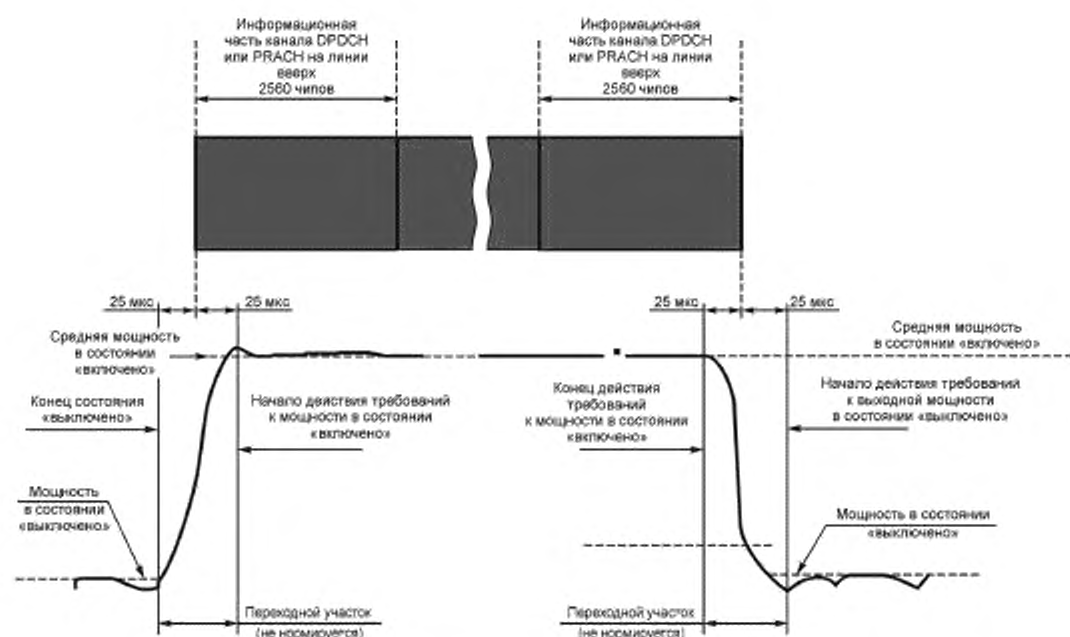 Информационная
часть канала DPDCH
или PRACH на линии
вверх
2560 чипов
Информационная
часть канала DPDCH
или PRACH на линии
вверх
2560 чипов
25 мкс
25 мкс
25 мкс
25 мкс
Средняя мощность
в состоянии
«включено»
Средняя мощность
в состоянии «включено»
Конец состояния
«выключено»
Начало действия требований
к мощности в состоянии
«включено»
Конец действия
требований
к мощности в состоянии
«включено»
Начало действия требований
к выходной мощности
в состоянии «выключено»
Мощность
в состоянии
«выключено»
Мощность в состоянии
«выключено»
Переходной участок
(не нормируется)
Переходной участок
(не нормируется)